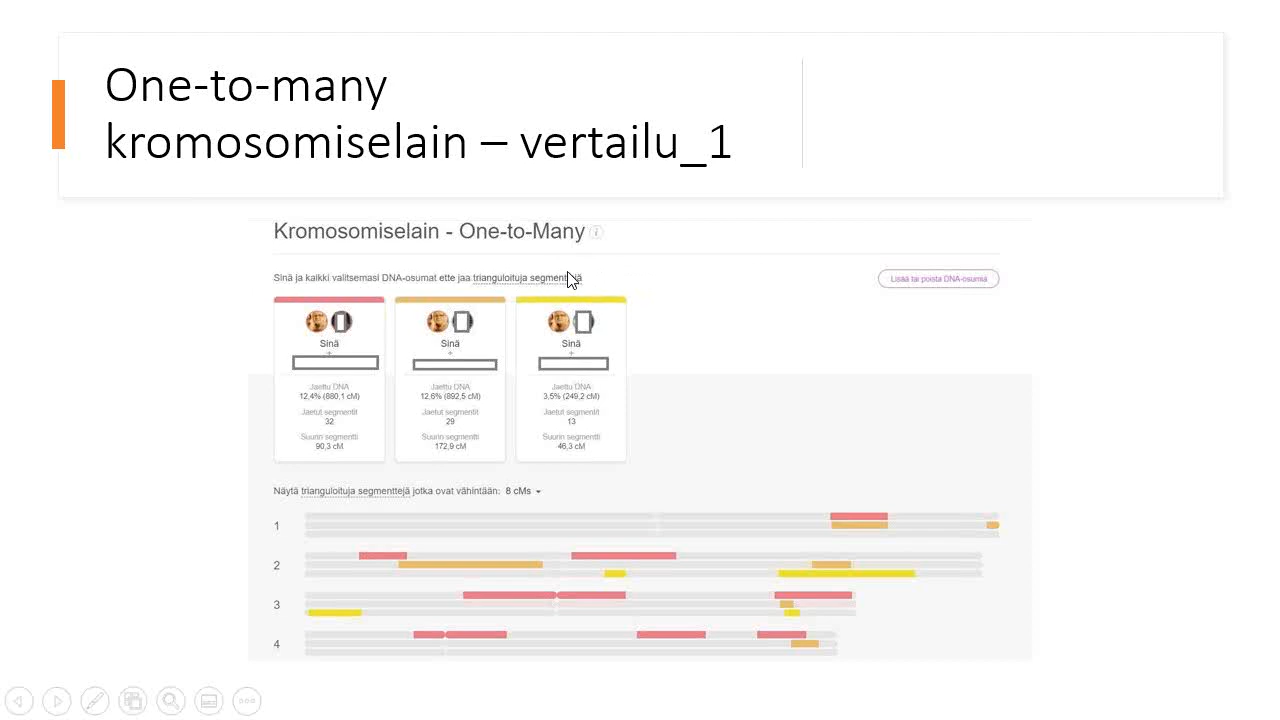 One-to-many
kromosomiselain – vertailu_1
Kromosomiselain - One-to-Many
Sinä ja kaikki valitsemasi DNA-osumat ette jaa trianguloituja segmenttejä
Lisää tai poista DNA-osumia
Sinä
+
Jaettu DNA
12,4% (880,1 cM)
Jaetut segmentit
32
Suurin segmentti
90,3 cM
Sinä
+
Jaettu DNA
12,6% (892,5 cM)
Jaetut segmentit
29
Suurin segmentti
172,9 cM
Sinä
+
Jaettu DNA
3,5% (249,2 cM)
Jaetut segmentit
13
Suurin segmentti
46,3 cM
Näytä trianguloituja segmenttejä jotka ovat vähintään: 8 cMs
1
2
3
4